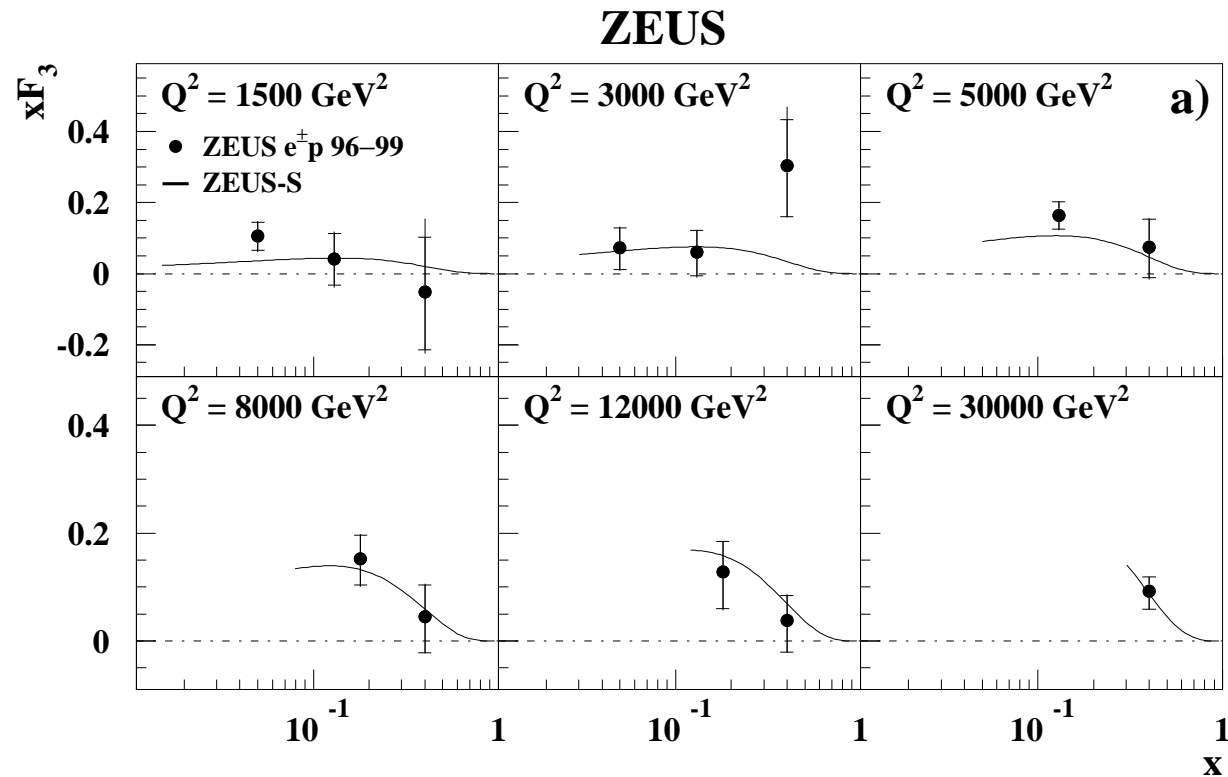 ZEUS
xF₃
Q² = 1500 GeV²
Q² = 3000 GeV²
Q² = 5000 GeV²
a)
ZEUS e±p 96–99
ZEUS-S
0.4
0.2
0
-0.2
Q² = 8000 GeV²
Q² = 12000 GeV²
Q² = 30000 GeV²
0.4
0.2
0
10⁻¹
1
10⁻¹
1
10⁻¹
1
x